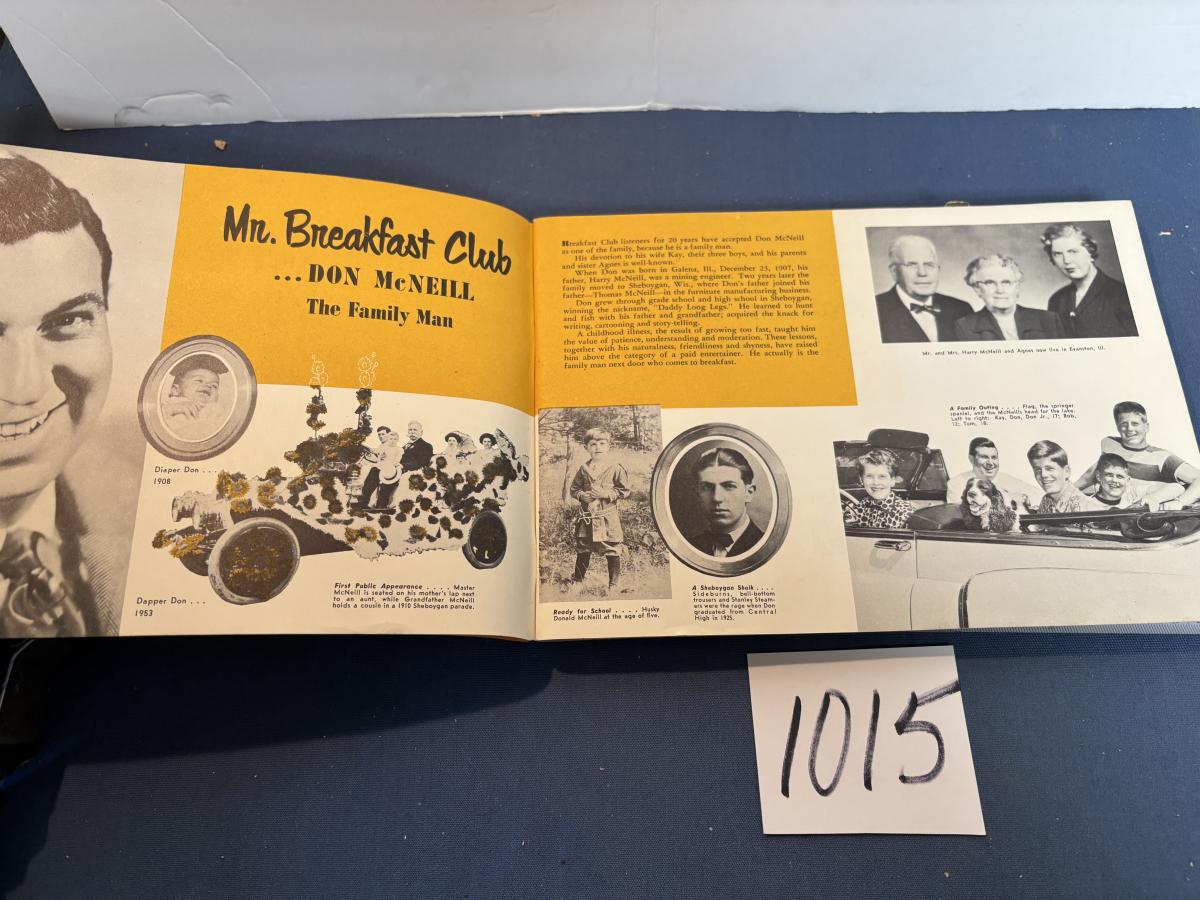 Mr. Breakfast Club
...DON McNEILL
The Family Man
Diaper Don . . .
1908
Dapper Don . . .
1953
First Public Appearance . . . . Master
McNeill is seated on his mother's lap next
to an aunt, while Grandfather McNeill
holds a cousin in a 1910 Sheboygan parade.
Breakfast Club listeners for 20 years have accepted Don McNeill
as one of the family, because he is a family man.
His devotion to his wife Kay, their three boys, and his parents
and sister Agnes is well-known.
When Don was born in Galena, Ill., December 23, 1907, his
father, Harry McNeill, was a mining engineer. Two years later the
family moved to Sheboygan, Wis., where Don's father joined his
father—Thomas McNeill—in the furniture manufacturing business.
Don grew through grade school and high school in Sheboygan,
winning the nickname, "Daddy Long Legs." He learned to hunt
and fish with his father and grandfather; acquired the knack for
writing, cartooning and story-telling.
A childhood illness, the result of growing too fast, taught him
the value of patience, understanding and moderation. These lessons,
together with his naturalness, friendliness and shyness, have raised
him above the category of a paid entertainer. He actually is the
family man next door who comes to breakfast.
Ready for School . . . . Husky
Donald McNeill at the age of five.
A Sheboygan Sheik . . . .
Sideburns, bell-bottom
trousers and Stanley Steam-
ers were the rage when Don
graduated from Central
High in 1925.
Mr. and Mrs. Harry McNeill and Agnes now live in Evanston, Ill.
A Family Outing . . . . Flag, the springer
spaniel, and the McNeills head for the lake.
Left to right: Kay, Don, Don Jr., 17; Bob,
12; Tom, 18.
1015